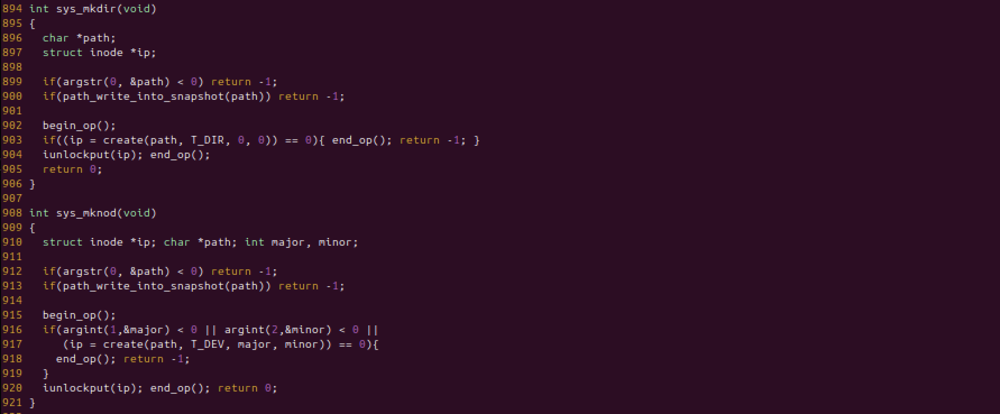 894 int sys_mkdir(void)
895 {
896   char *path;
897   struct inode *ip;
898
899   if(argstr(0, &path) < 0) return -1;
900   if(path_write_into_snapshot(path)) return -1;
901
902   begin_op();
903   if((ip = create(path, T_DIR, 0, 0)) == 0){ end_op(); return -1; }
904   iunlockput(ip); end_op();
905   return 0;
906 }
907
908 int sys_mknod(void)
909 {
910   struct inode *ip; char *path; int major, minor;
911
912   if(argstr(0, &path) < 0) return -1;
913   if(path_write_into_snapshot(path)) return -1;
914
915   begin_op();
916   if(argint(1,&major) < 0 || argint(2,&minor) < 0 ||
917      (ip = create(path, T_DEV, major, minor)) == 0){
918     end_op(); return -1;
919   }
920   iunlockput(ip); end_op(); return 0;
921 }